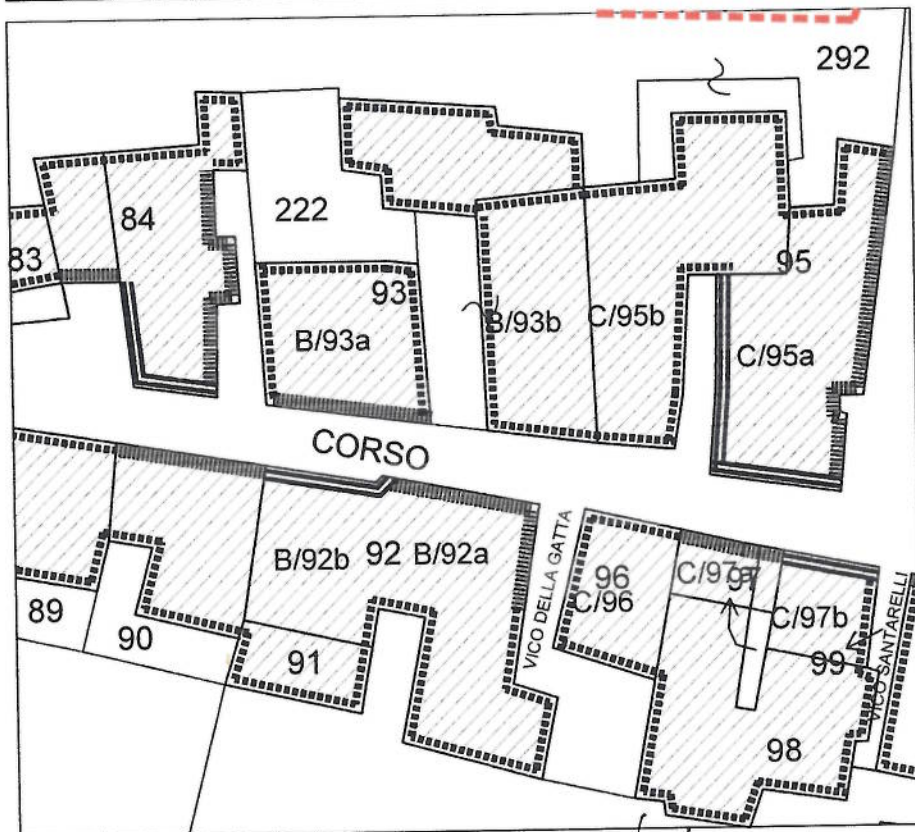 292
84
222
83
93
95
B/93a
B/93b
C/95b
C/95a
CORSO
B/92b
92
B/92a
VICO DELLA GATTA
96
C/96
C/97a
97
C/97b
89
90
91
99
VICO SANTARELLI
98